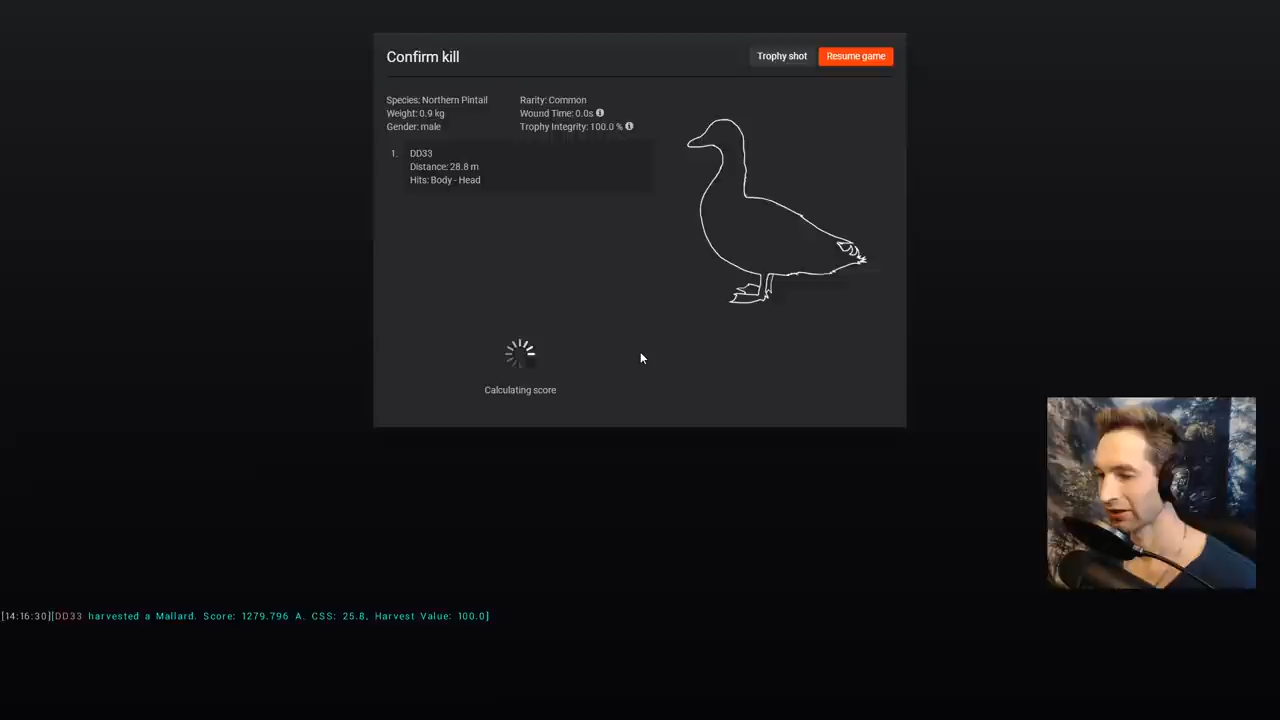 Confirm kill
Trophy shot
Resume game
Species: Northern Pintail
Weight: 0.9 kg
Gender: male
Rarity: Common
Wound Time: 0.0s
Trophy Integrity: 100.0 %
1. DD33
Distance: 28.8 m
Hits: Body - Head
Calculating score
[14:16:30][DD33 harvested a Mallard. Score: 1279.796 A. CSS: 25.8, Harvest Value: 100.0]